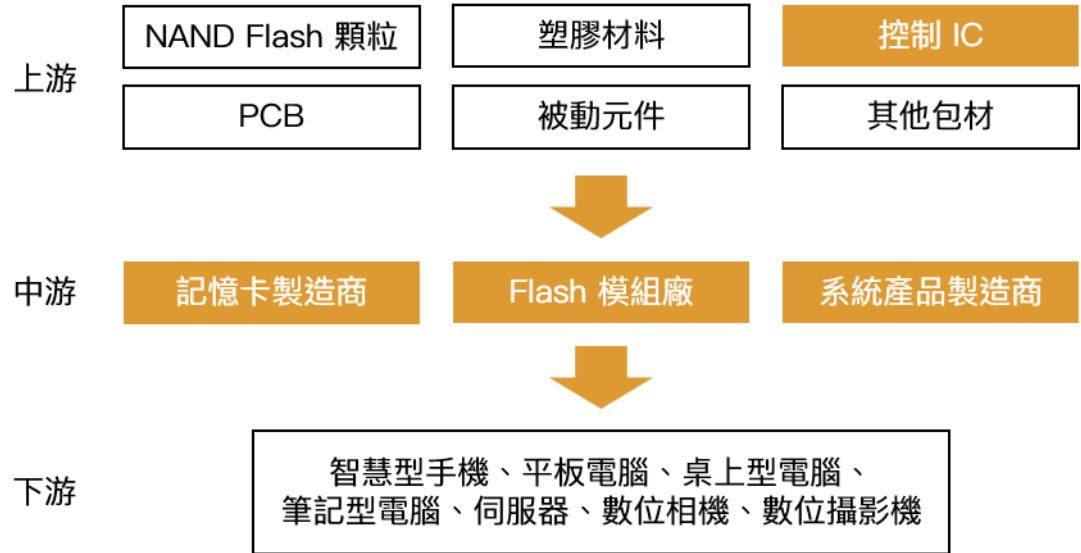 NAND Flash 顆粒
塑膠材料
控制 IC
上游
PCB
被動元件
其他包材
中游
記憶卡製造商
Flash 模組廠
系統產品製造商
下游
智慧型手機、平板電腦、桌上型電腦、
筆記型電腦、伺服器、數位相機、數位攝影機